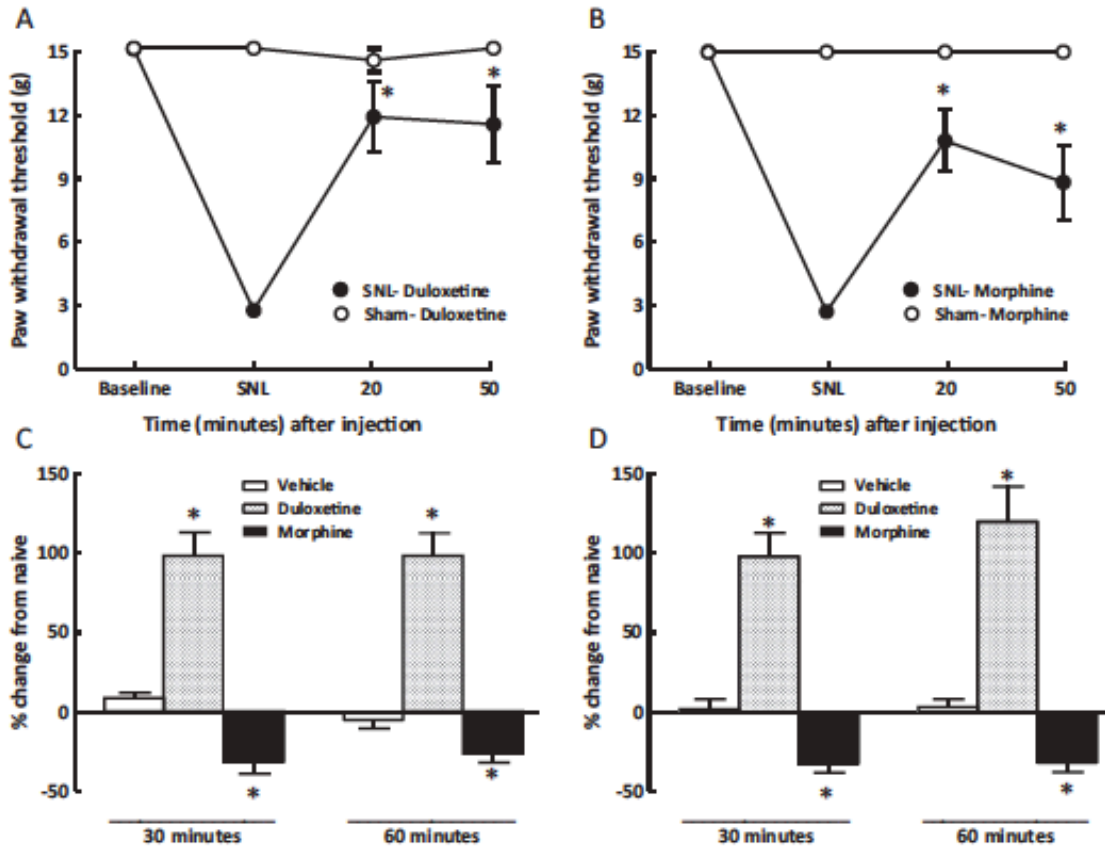 A
Paw withdrawal threshold (g)
15
12
9
6
3
0
*
*
SNL- Duloxetine
Sham- Duloxetine
Baseline
SNL
20
50
Time (minutes) after injection
B
Paw withdrawal threshold (g)
15
12
9
6
3
0
*
*
SNL- Morphine
Sham- Morphine
Baseline
SNL
20
50
Time (minutes) after injection
C
% change from naive
150
100
50
0
-50
Vehicle
Duloxetine
Morphine
*
*
*
*
30 minutes
60 minutes
D
% change from naive
150
100
50
0
-50
Vehicle
Duloxetine
Morphine
*
*
*
*
30 minutes
60 minutes